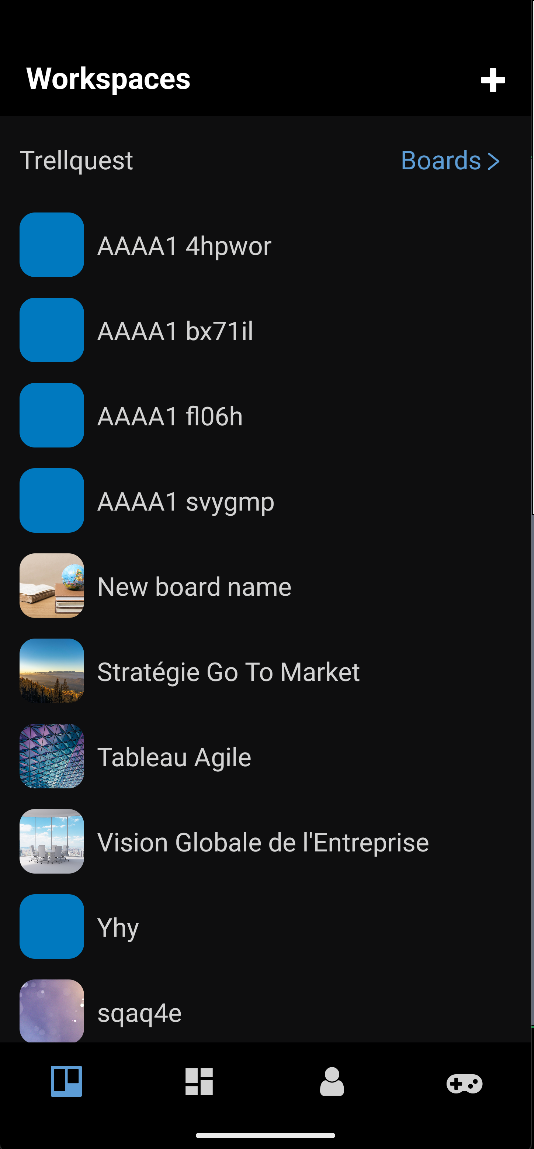 Workspaces
Trellquest
Boards >
AAAA1 4hpwor
AAAA1 bx71il
AAAA1 fl06h
AAAA1 svygmp
New board name
Stratégie Go To Market
Tableau Agile
Vision Globale de l'Entreprise
Yhy
sqaq4e